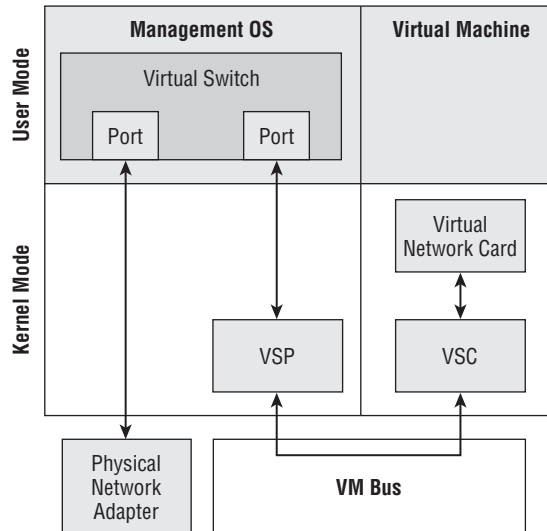 Management OS
Virtual Machine
User Mode
Virtual Switch
Port
Port
Kernel Mode
Virtual
Network Card
VSP
VSC
Physical
Network
Adapter
VM Bus